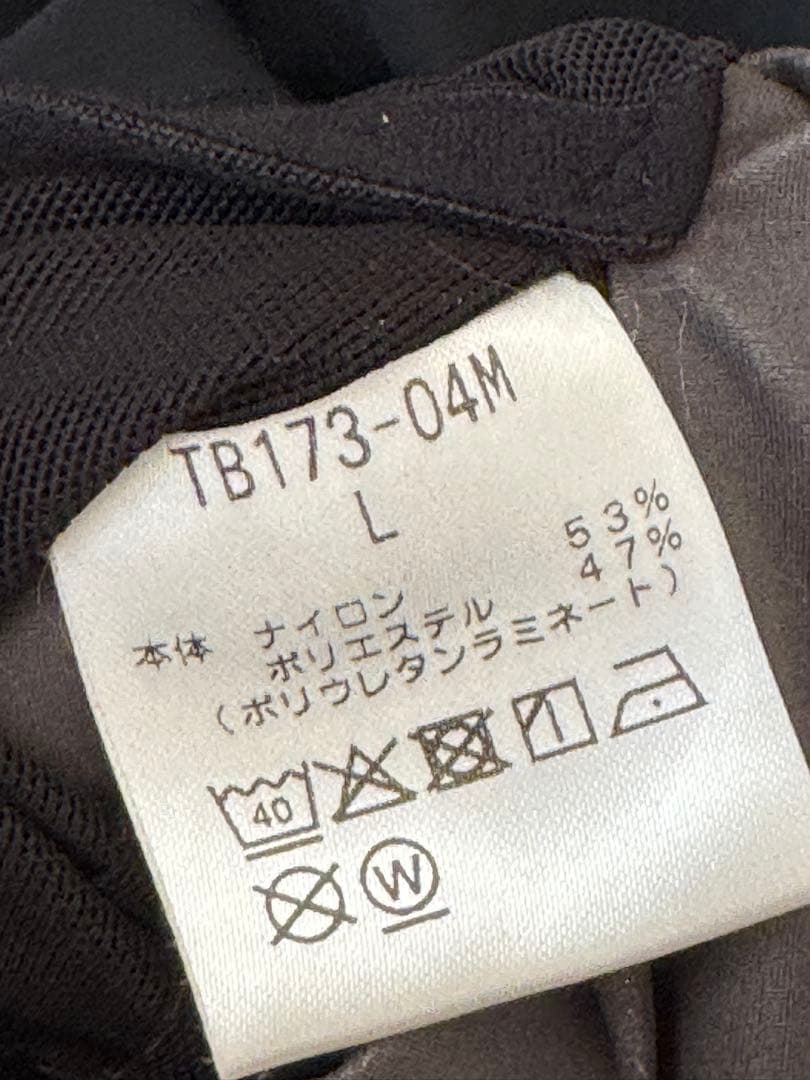 TB173-04M
L
本体 ナイロン 53%
ポリエステル 47%
(ポリウレタンラミネート)
40
W